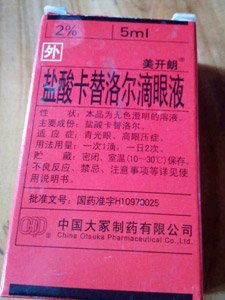 2% 5ml
外 美开朗
盐酸卡替洛尔滴眼液
性状:本品为无色澄明的溶液。
主要成份:盐酸卡替洛尔。
适应症:青光眼,高眼压症。
用法用量:一次1滴,一日2次。
贮藏:密闭,室温(10~30℃)保存。
不良反应、禁忌、注意事项等详见使
用说明书。
批准文号:国药准字H10970025
中国大冢制药有限公司
China Otsuka Pharmaceutical Co., Ltd.